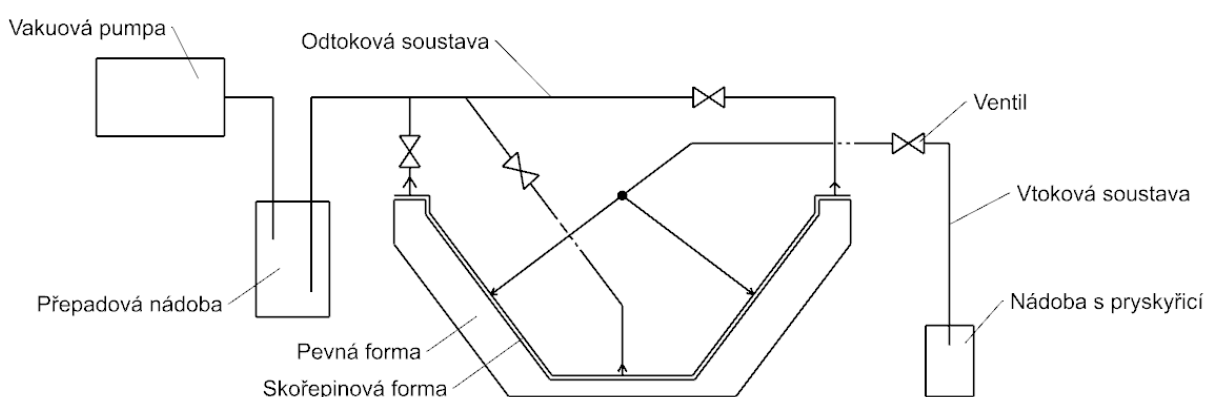 Vakuová pumpa
Odtoková soustava
Ventil
Vtoková soustava
Přepadová nádoba
Nádoba s pryskyřicí
Pevná forma
Skořepinová forma